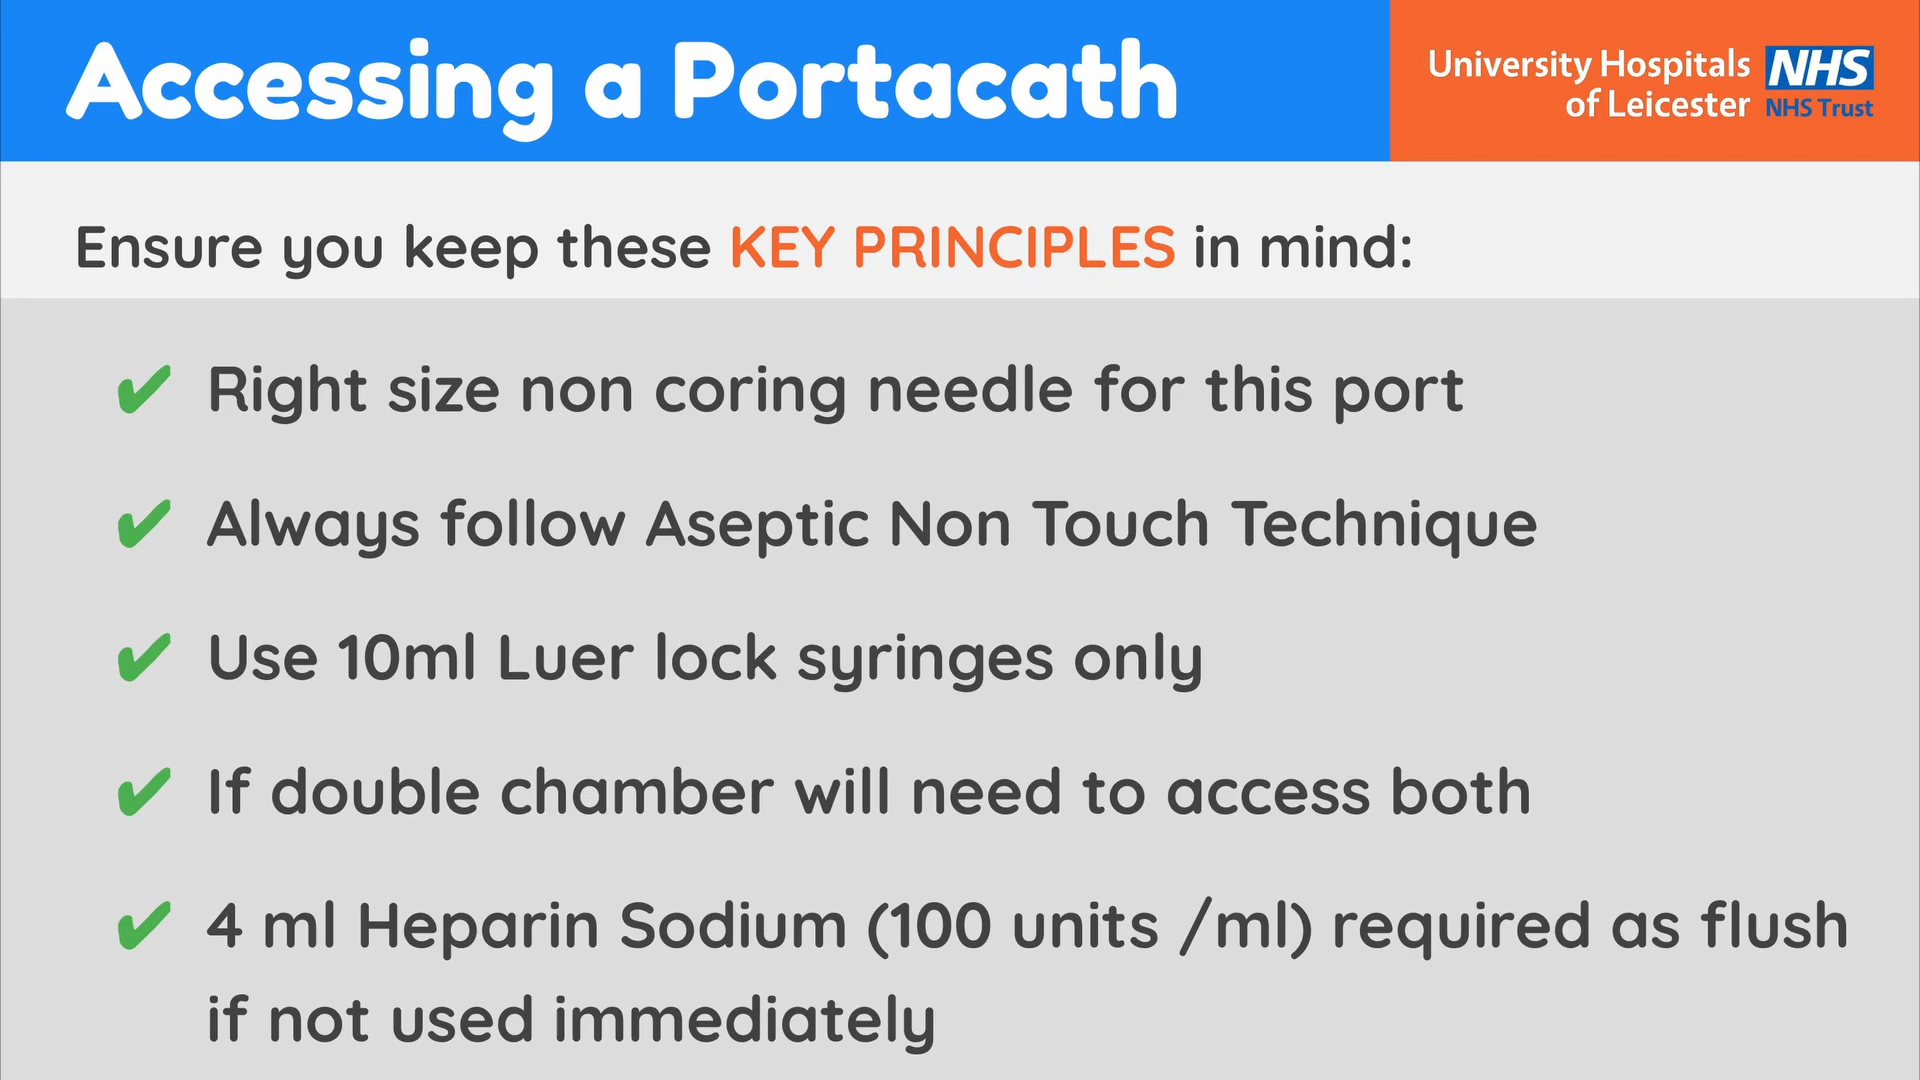 Accessing a Portacath
University Hospitals
of Leicester
NHS
NHS Trust
Ensure you keep these KEY PRINCIPLES in mind:
✔ Right size non coring needle for this port
✔ Always follow Aseptic Non Touch Technique
✔ Use 10ml Luer lock syringes only
✔ If double chamber will need to access both
✔ 4 ml Heparin Sodium (100 units /ml) required as flush
if not used immediately